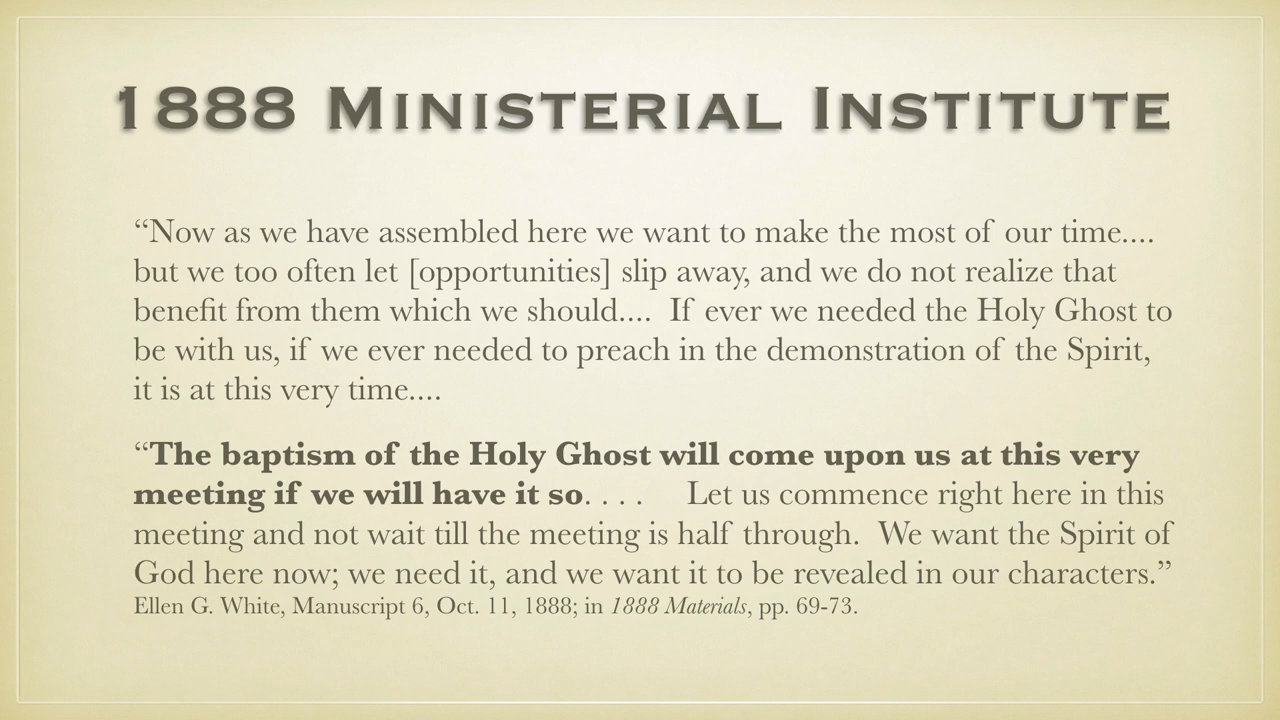 1888 Ministerial Institute
“Now as we have assembled here we want to make the most of our time....
but we too often let [opportunities] slip away, and we do not realize that
benefit from them which we should.... If ever we needed the Holy Ghost to
be with us, if we ever needed to preach in the demonstration of the Spirit,
it is at this very time....
“The baptism of the Holy Ghost will come upon us at this very
meeting if we will have it so. . . . Let us commence right here in this
meeting and not wait till the meeting is half through. We want the Spirit of
God here now; we need it, and we want it to be revealed in our characters.”
Ellen G. White, Manuscript 6, Oct. 11, 1888; in 1888 Materials, pp. 69-73.